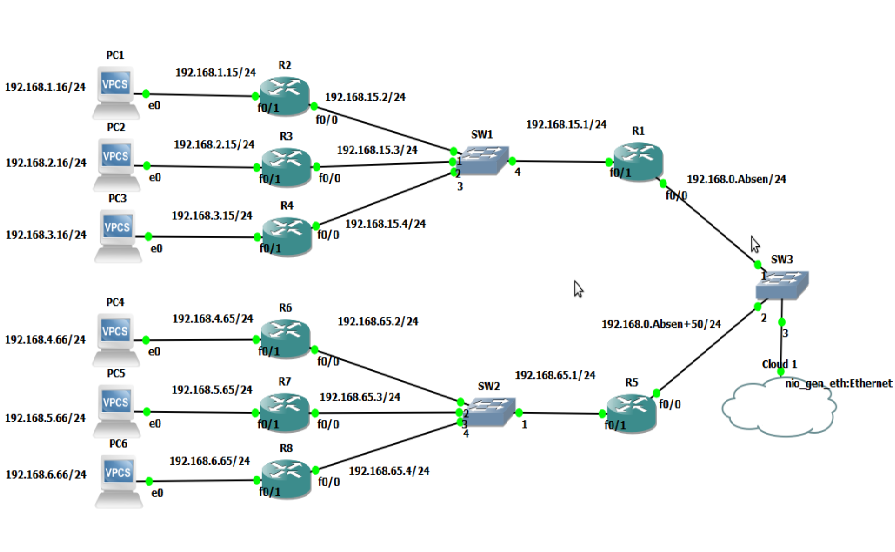 PC1
192.168.1.15/24
R2
192.168.1.16/24
VPCS
e0
f0/1
f0/0
192.168.15.2/24
PC2
192.168.2.15/24
R3
192.168.2.16/24
VPCS
e0
f0/1
f0/0
192.168.15.3/24
PC3
192.168.3.15/24
R4
192.168.3.16/24
VPCS
e0
f0/1
f0/0
192.168.15.4/24
SW1
1
2
3
4
192.168.15.1/24
R1
f0/1
f0/0
192.168.0.Absen/24
SW3
1
2
3
192.168.0.Absen+50/24
Cloud 1
nio_gen_eth:Ethernet
PC4
192.168.4.65/24
R6
192.168.4.66/24
VPCS
e0
f0/1
f0/0
192.168.65.2/24
PC5
192.168.5.65/24
R7
192.168.5.66/24
VPCS
e0
f0/1
f0/0
192.168.65.3/24
PC6
192.168.6.65/24
R8
192.168.6.66/24
VPCS
e0
f0/1
f0/0
192.168.65.4/24
SW2
2
3
4
1
192.168.65.1/24
R5
f0/1
f0/0